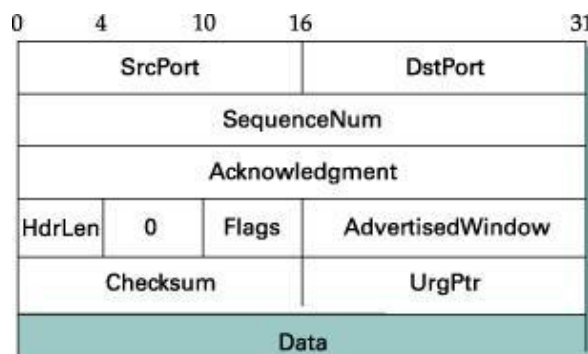 0 4 10 16 31
SrcPort DstPort
SequenceNum
Acknowledgment
HdrLen 0 Flags AdvertisedWindow
Checksum UrgPtr
Data